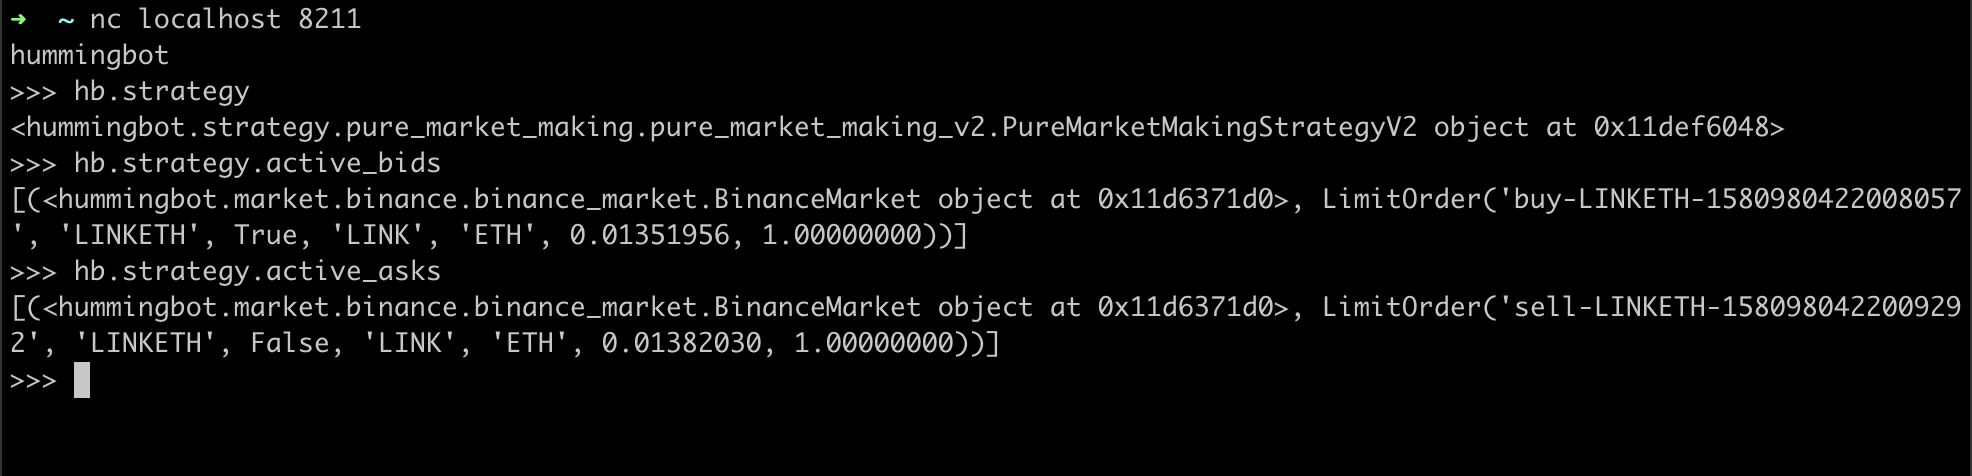 ➜  ~ nc localhost 8211
hummingbot
>>> hb.strategy
<hummingbot.strategy.pure_market_making.pure_market_making_v2.PureMarketMakingStrategyV2 object at 0x11def6048>
>>> hb.strategy.active_bids
[(<hummingbot.market.binance.binance_market.BinanceMarket object at 0x11d6371d0>, LimitOrder('buy-LINKETH-1580980422008057
', 'LINKETH', True, 'LINK', 'ETH', 0.01351956, 1.00000000))]
>>> hb.strategy.active_asks
[(<hummingbot.market.binance.binance_market.BinanceMarket object at 0x11d6371d0>, LimitOrder('sell-LINKETH-158098042200929
2', 'LINKETH', False, 'LINK', 'ETH', 0.01382030, 1.00000000))]
>>>